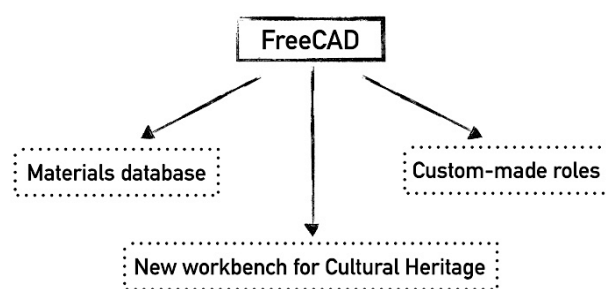 FreeCAD
Materials database
Custom-made roles
New workbench for Cultural Heritage